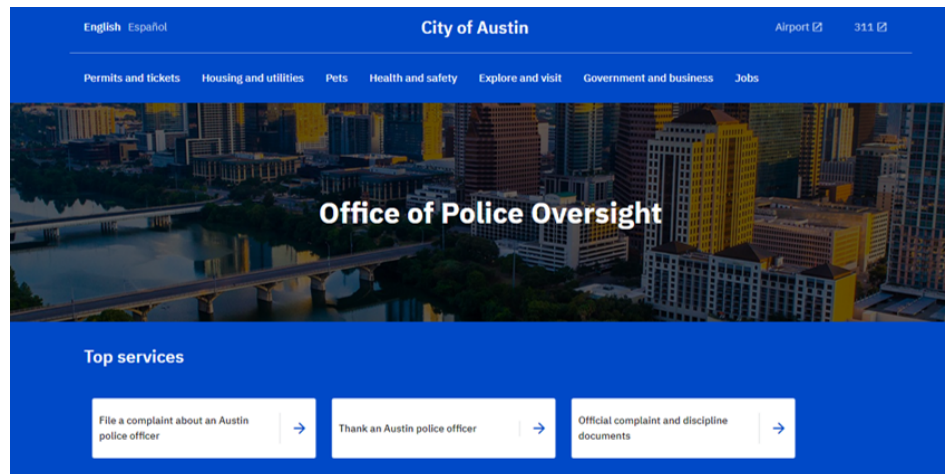 English Español
City of Austin
Airport
311
Permits and tickets Housing and utilities Pets Health and safety Explore and visit Government and business Jobs
Office of Police Oversight
Top services
File a complaint about an Austin
police officer
Thank an Austin police officer
Official complaint and discipline
documents